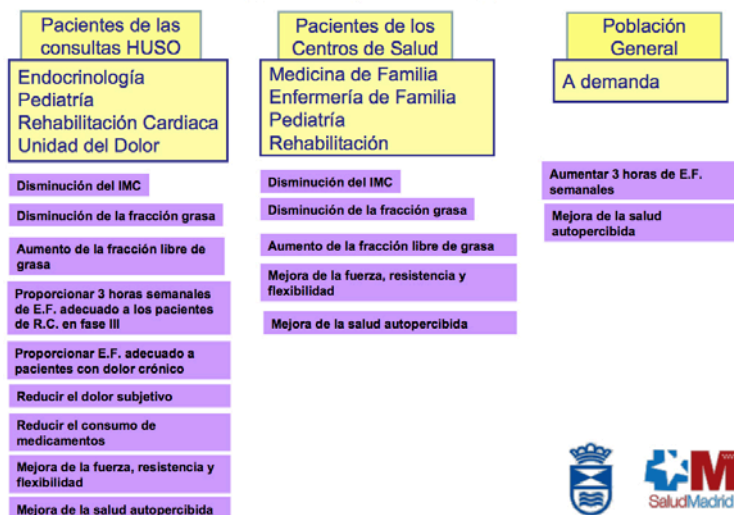 Pacientes de las
consultas HUSO
Endocrinología
Pediatría
Rehabilitación Cardiaca
Unidad del Dolor
Disminución del IMC
Disminución de la fracción grasa
Aumento de la fracción libre de
grasa
Proporcionar 3 horas semanales
de E.F. adecuado a los pacientes
de R.C. en fase III
Proporcionar E.F. adecuado a
pacientes con dolor crónico
Reducir el dolor subjetivo
Reducir el consumo de
medicamentos
Mejora de la fuerza, resistencia y
flexibilidad
Mejora de la salud autopercibida
Pacientes de los
Centros de Salud
Medicina de Familia
Enfermería de Familia
Pediatría
Rehabilitación
Disminución del IMC
Disminución de la fracción grasa
Aumento de la fracción libre de grasa
Mejora de la fuerza, resistencia y
flexibilidad
Mejora de la salud autopercibida
Población
General
A demanda
Aumentar 3 horas de E.F.
semanales
Mejora de la salud
autopercibida
M
SaludMadrid